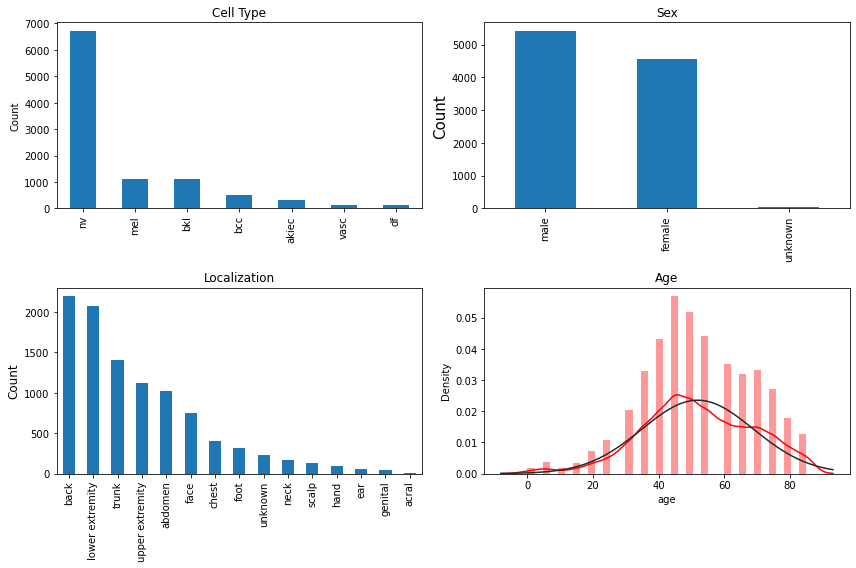 Cell Type
7000
6000
5000
4000
3000
2000
1000
0
Count
nv
mel
bkl
bcc
akiec
vasc
df
Sex
5000
4000
3000
2000
1000
0
Count
male
female
unknown
Localization
2000
1500
1000
500
0
Count
back
lower extremity
trunk
upper extremity
abdomen
face
chest
foot
unknown
neck
scalp
hand
ear
genital
acral
Age
0.05
0.04
0.03
0.02
0.01
0.00
Density
0
20
40
60
80
age